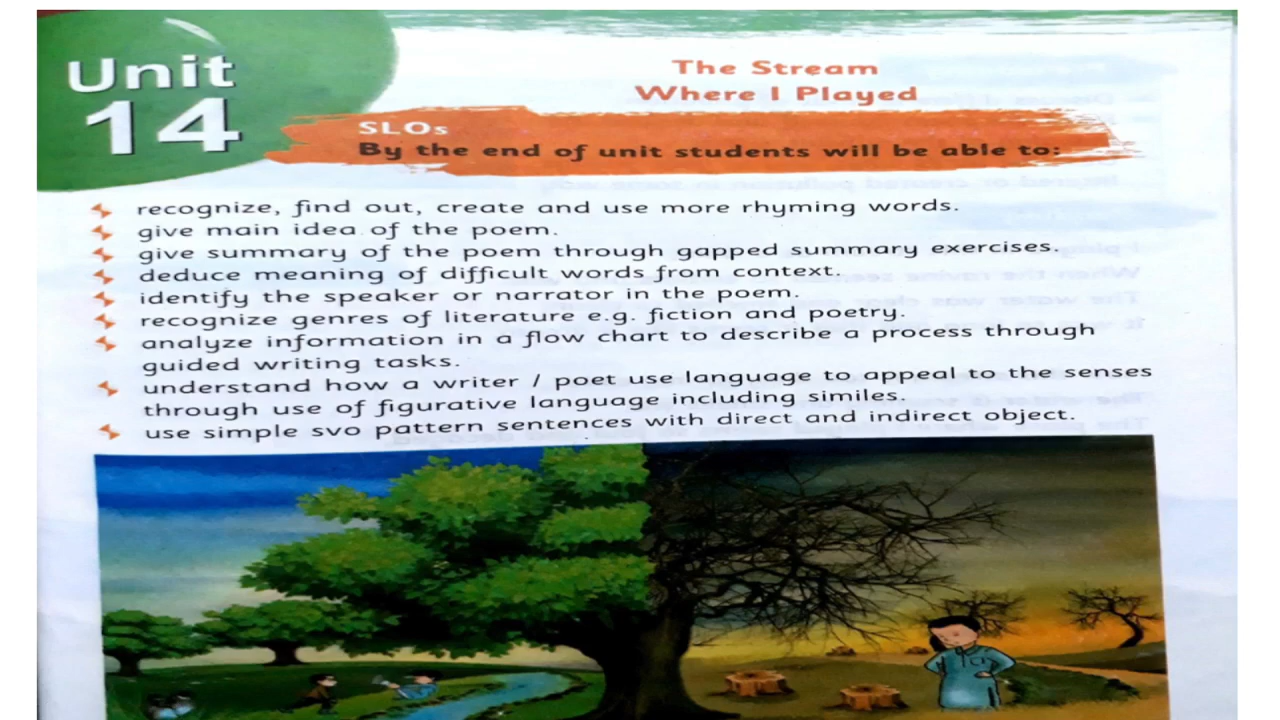 Unit
14
The Stream
Where I Played
SLOs
By the end of unit students will be able to:
recognize, find out, create and use more rhyming words.
give main idea of the poem.
give summary of the poem through gapped summary exercises.
deduce meaning of difficult words from context.
identify the speaker or narrator in the poem.
recognize genres of literature e.g. fiction and poetry.
analyze information in a flow chart to describe a process through
guided writing tasks.
understand how a writer / poet use language to appeal to the senses
through use of figurative language including similes.
use simple svo pattern sentences with direct and indirect object.